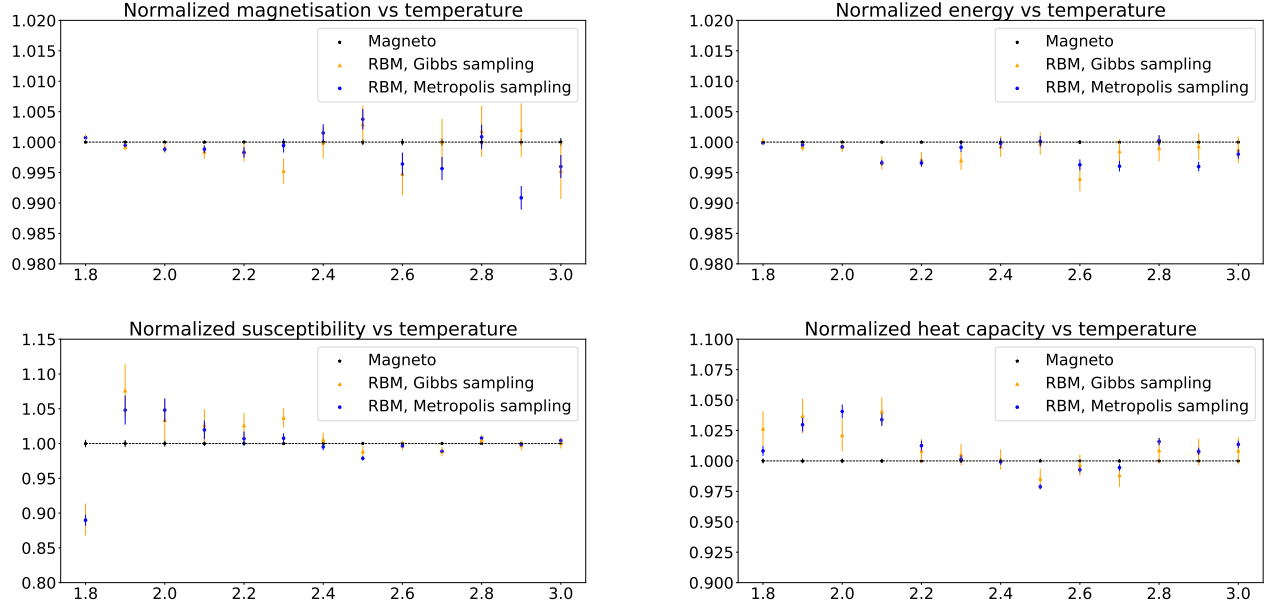 Normalized magnetisation vs temperature
1.020
1.015
1.010
1.005
1.000
0.995
0.990
0.985
0.980
Magneto
RBM, Gibbs sampling
RBM, Metropolis sampling
1.8 2.0 2.2 2.4 2.6 2.8 3.0
Normalized energy vs temperature
1.020
1.015
1.010
1.005
1.000
0.995
0.990
0.985
0.980
Magneto
RBM, Gibbs sampling
RBM, Metropolis sampling
1.8 2.0 2.2 2.4 2.6 2.8 3.0
Normalized susceptibility vs temperature
1.15
1.10
1.05
1.00
0.95
0.90
0.85
0.80
Magneto
RBM, Gibbs sampling
RBM, Metropolis sampling
1.8 2.0 2.2 2.4 2.6 2.8 3.0
Normalized heat capacity vs temperature
1.100
1.075
1.050
1.025
1.000
0.975
0.950
0.925
0.900
Magneto
RBM, Gibbs sampling
RBM, Metropolis sampling
1.8 2.0 2.2 2.4 2.6 2.8 3.0